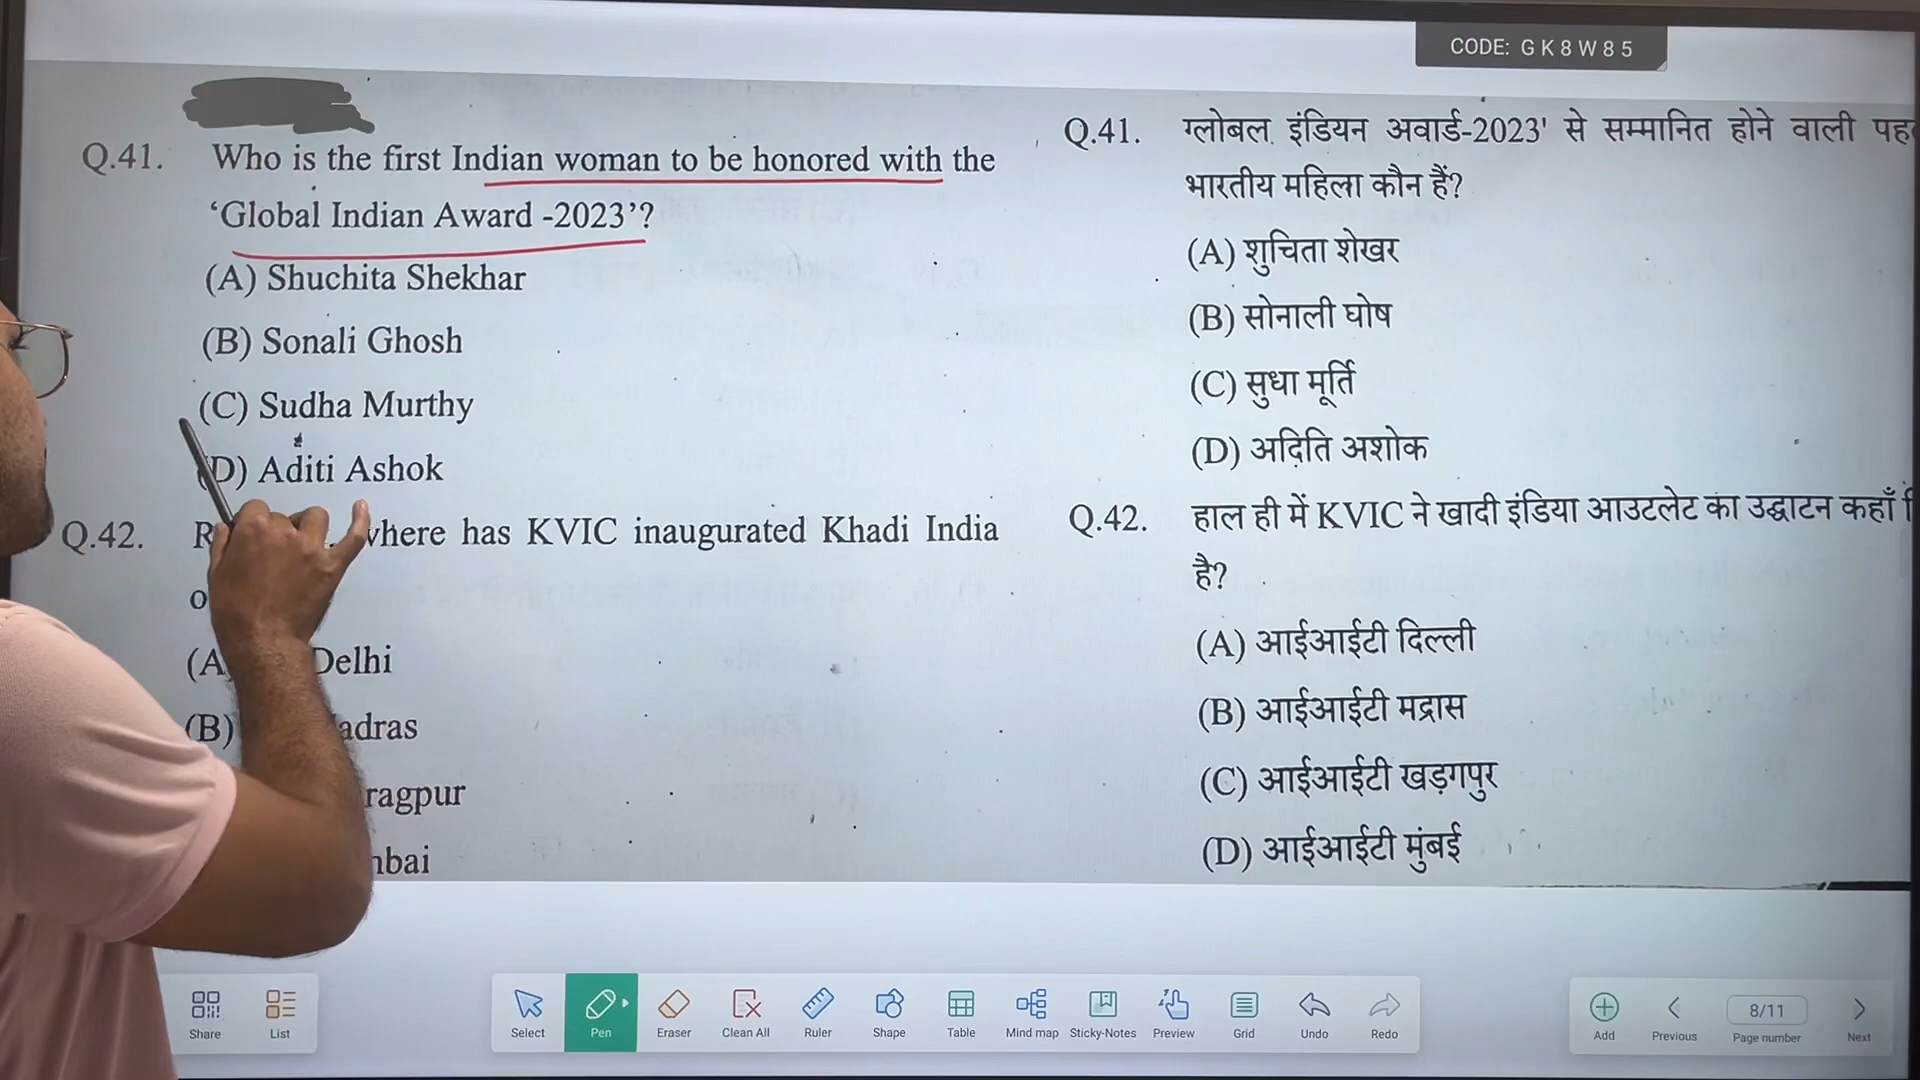 CODE: G K 8 W 8 5
Q.41. Who is the first Indian woman to be honored with the
‘Global Indian Award -2023’?
(A) Shuchita Shekhar
(B) Sonali Ghosh
(C) Sudha Murthy
(D) Aditi Ashok
Q.42. where has KVIC inaugurated Khadi India
(A) Delhi
(B)
Q.41. ग्लोबल इंडियन अवार्ड-2023' से सम्मानित होने वाली
भारतीय महिला कौन हैं?
(A) शुचिता शेखर
(B) सोनाली घोष
(C) सुधा मूर्ति
(D) अदिति अशोक
Q.42. हाल ही में KVIC ने खादी इंडिया आउटलेट का उद्घाटन कहाँ
है?
(A) आईआईटी दिल्ली
(B) आईआईटी मद्रास
(C) आईआईटी खड़गपुर
(D) आईआईटी मुंबई
Share List Select Pen Eraser Clean All Ruler Shape Table Mind map Sticky-Notes Preview Grid Undo Redo Add Previous 8/11 Page number Next